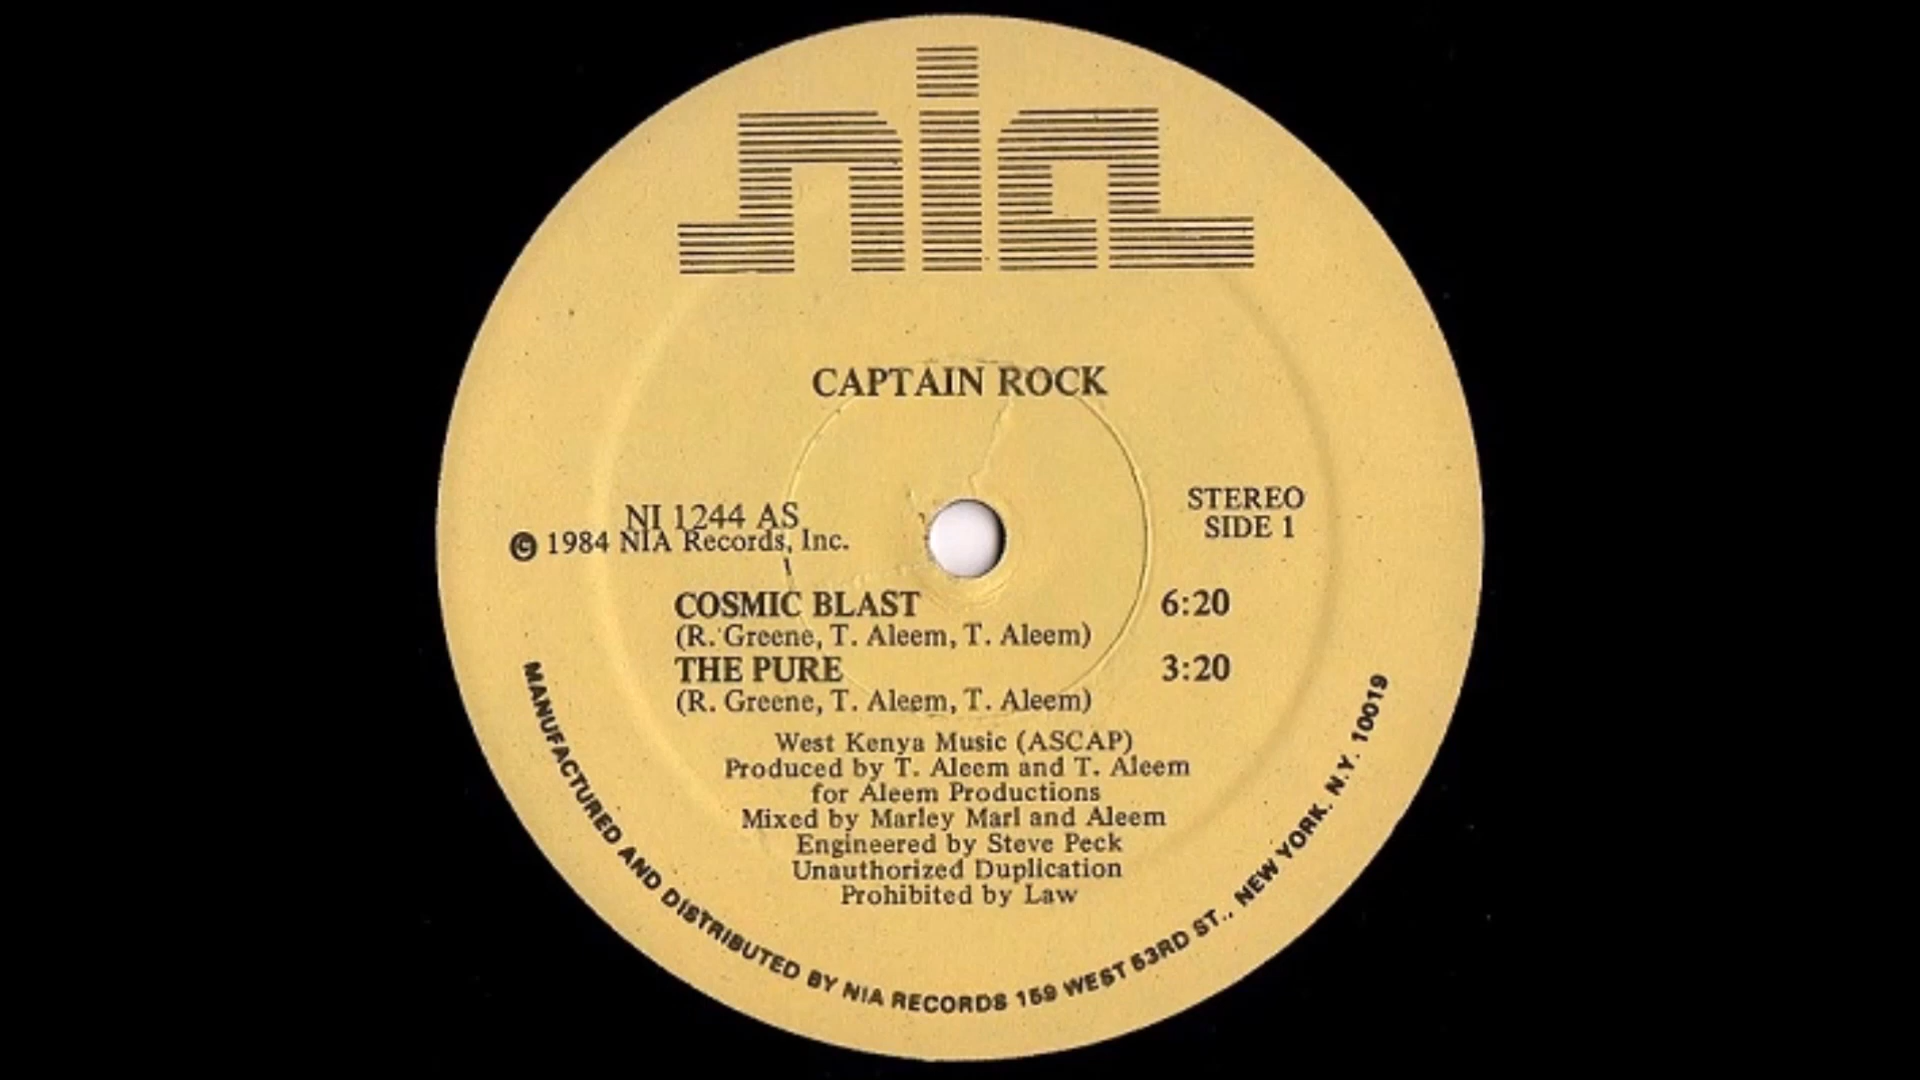 nia
CAPTAIN ROCK
NI 1244 AS
© 1984 NIA Records, Inc.
STEREO
SIDE 1
COSMIC BLAST 6:20
(R. Greene, T. Aleem, T. Aleem)
THE PURE 3:20
(R. Greene, T. Aleem, T. Aleem)
West Kenya Music (ASCAP)
Produced by T. Aleem and T. Aleem
for Aleem Productions
Mixed by Marley Marl and Aleem
Engineered by Steve Peck
Unauthorized Duplication
Prohibited by Law
MANUFACTURED AND DISTRIBUTED BY NIA RECORDS 159 WEST 53RD ST., NEW YORK, N.Y. 10019